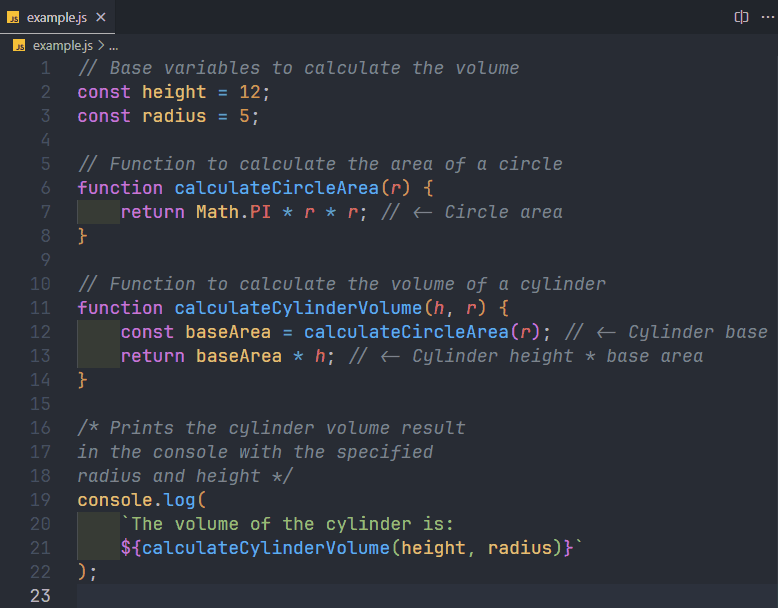 JS example.js ×
JS example.js > ...
1 // Base variables to calculate the volume
2 const height = 12;
3 const radius = 5;
4
5 // Function to calculate the area of a circle
6 function calculateCircleArea(r) {
7     return Math.PI * r * r; // <- Circle area
8 }
9
10 // Function to calculate the volume of a cylinder
11 function calculateCylinderVolume(h, r) {
12     const baseArea = calculateCircleArea(r); // <- Cylinder base
13     return baseArea * h; // <- Cylinder height * base area
14 }
15
16 /* Prints the cylinder volume result
17 in the console with the specified
18 radius and height */
19 console.log(
20     `The volume of the cylinder is:
21     ${calculateCylinderVolume(height, radius)}`
22 );
23